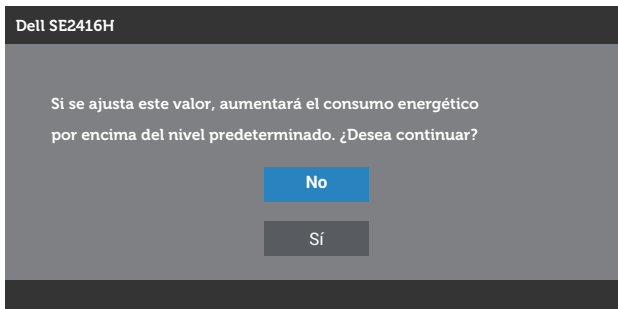 Dell SE2416H
Si se ajusta este valor, aumentará el consumo energético
por encima del nivel predeterminado. ¿Desea continuar?
No
Sí